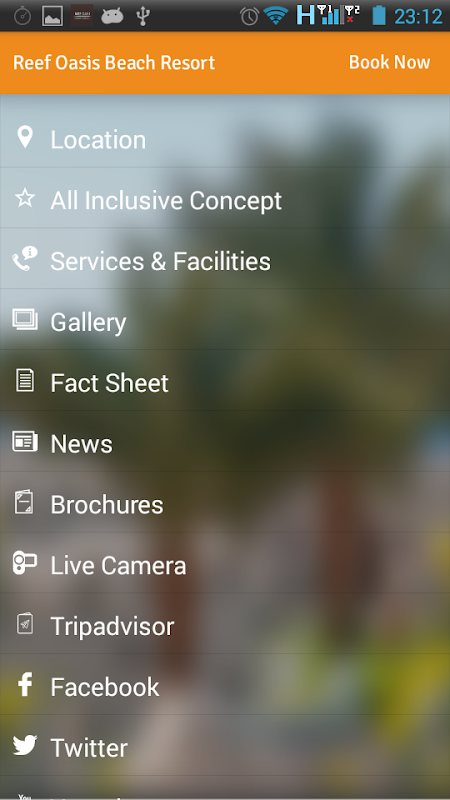 23:12
Reef Oasis Beach Resort Book Now
Location
All Inclusive Concept
Services & Facilities
Gallery
Fact Sheet
News
Brochures
Live Camera
Tripadvisor
Facebook
Twitter